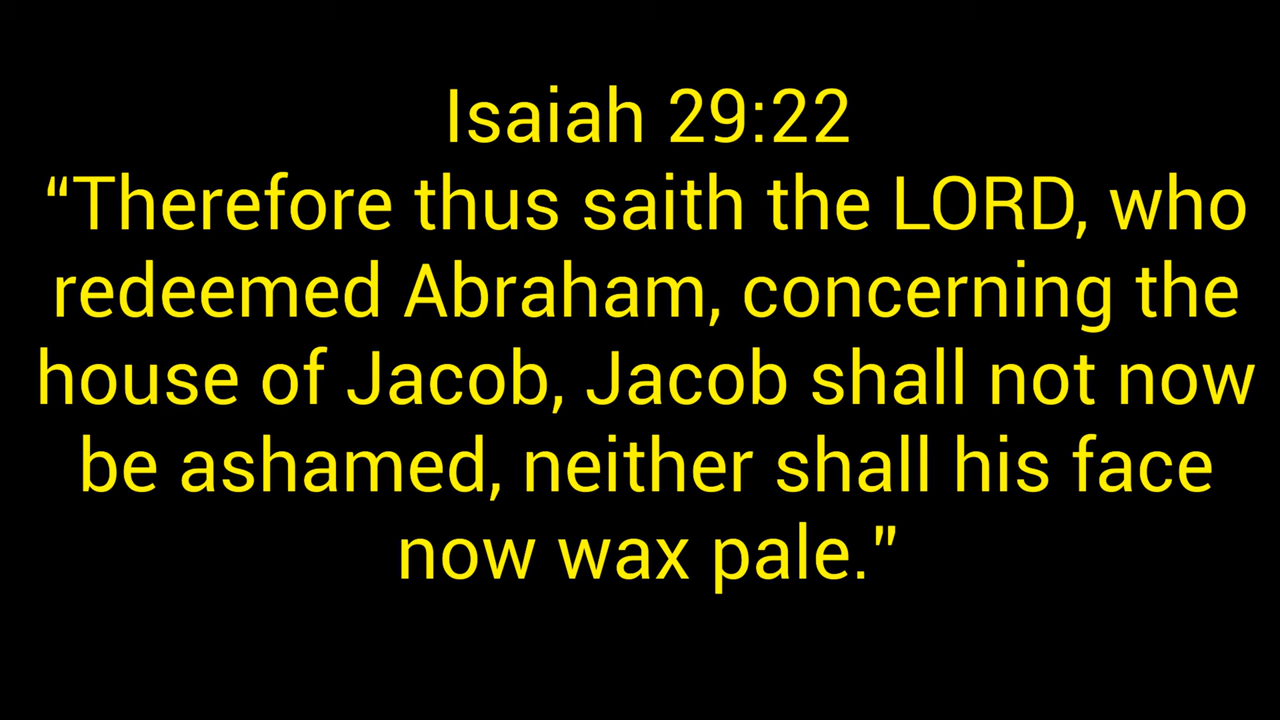 Isaiah 29:22
“Therefore thus saith the LORD, who
redeemed Abraham, concerning the
house of Jacob, Jacob shall not now
be ashamed, neither shall his face
now wax pale.”